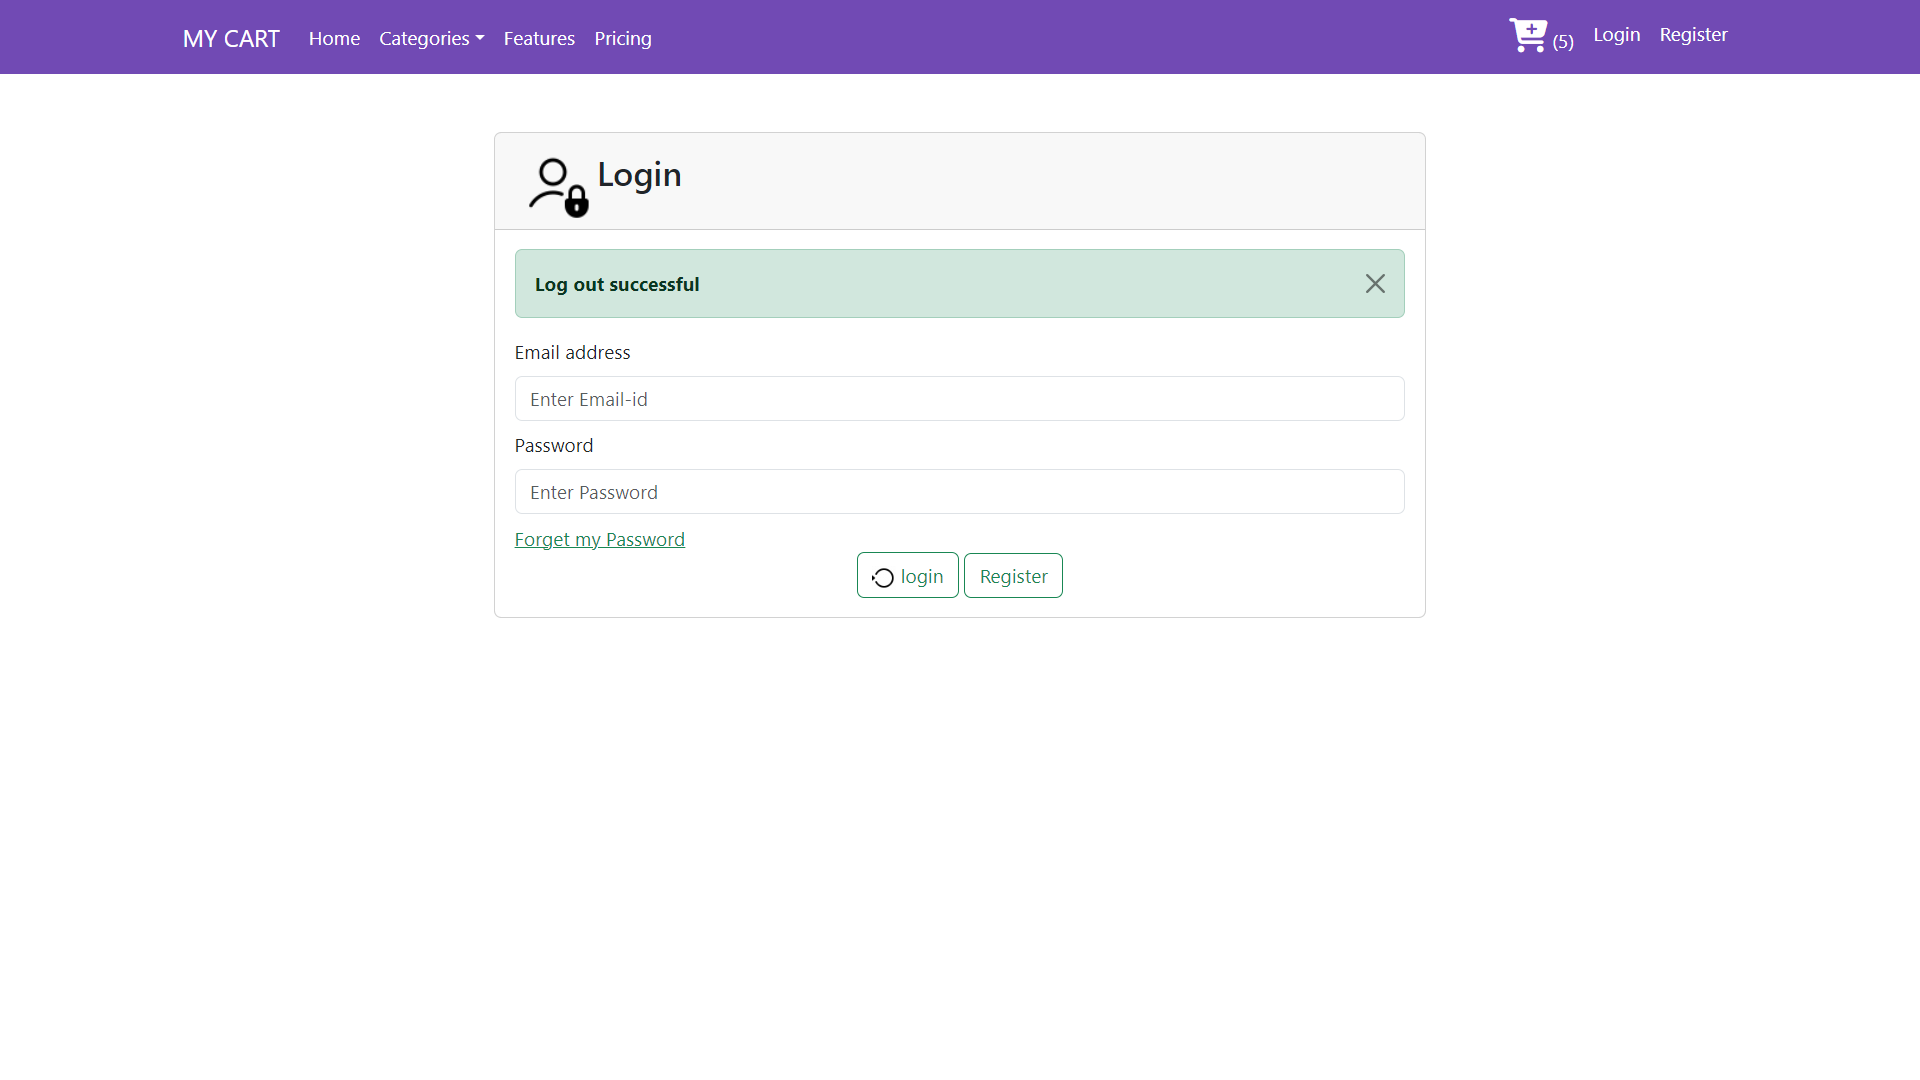 MY CART Home Categories Features Pricing (5) Login Register
Login
Log out successful
Email address
Enter Email-id
Password
Enter Password
Forget my Password
login Register